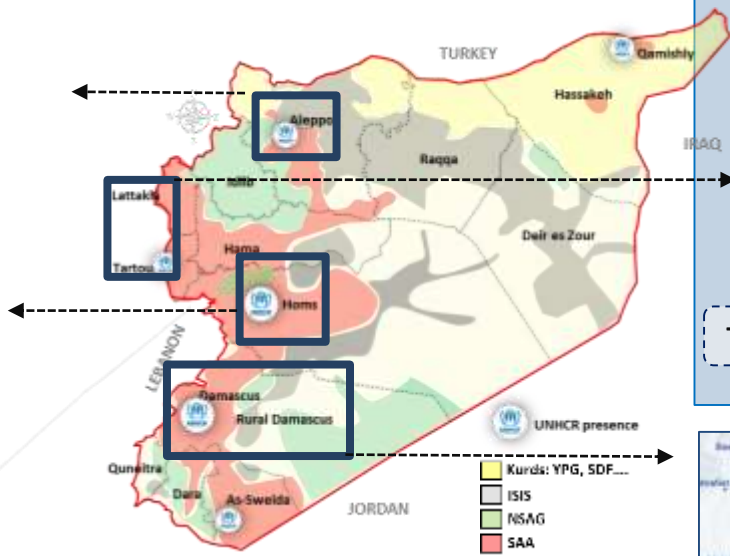 TURKEY
Qamishly
Hassakeh
Aleppo
IRAQ
Raqqa
Idlib
Lattakia
Deir es Zour
Hama
Tartou
Homs
LEBANON
Damascus
Rural Damascus
UNHCR presence
Quneitra
Dara
As-Sweida
JORDAN
Kurds: YPG, SDF....
ISIS
NSAG
SAA